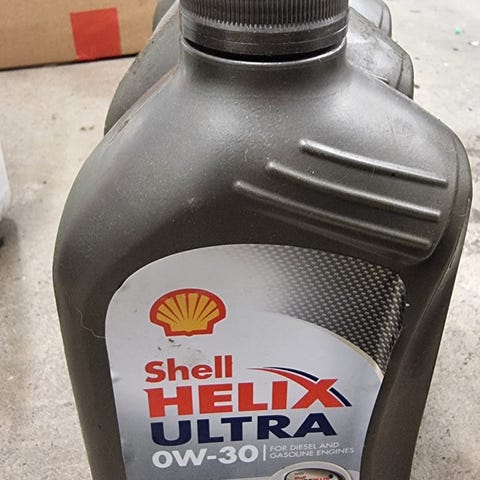 Shell
HELIX
ULTRA
0W-30 FOR DIESEL AND
GASOLINE ENGINES